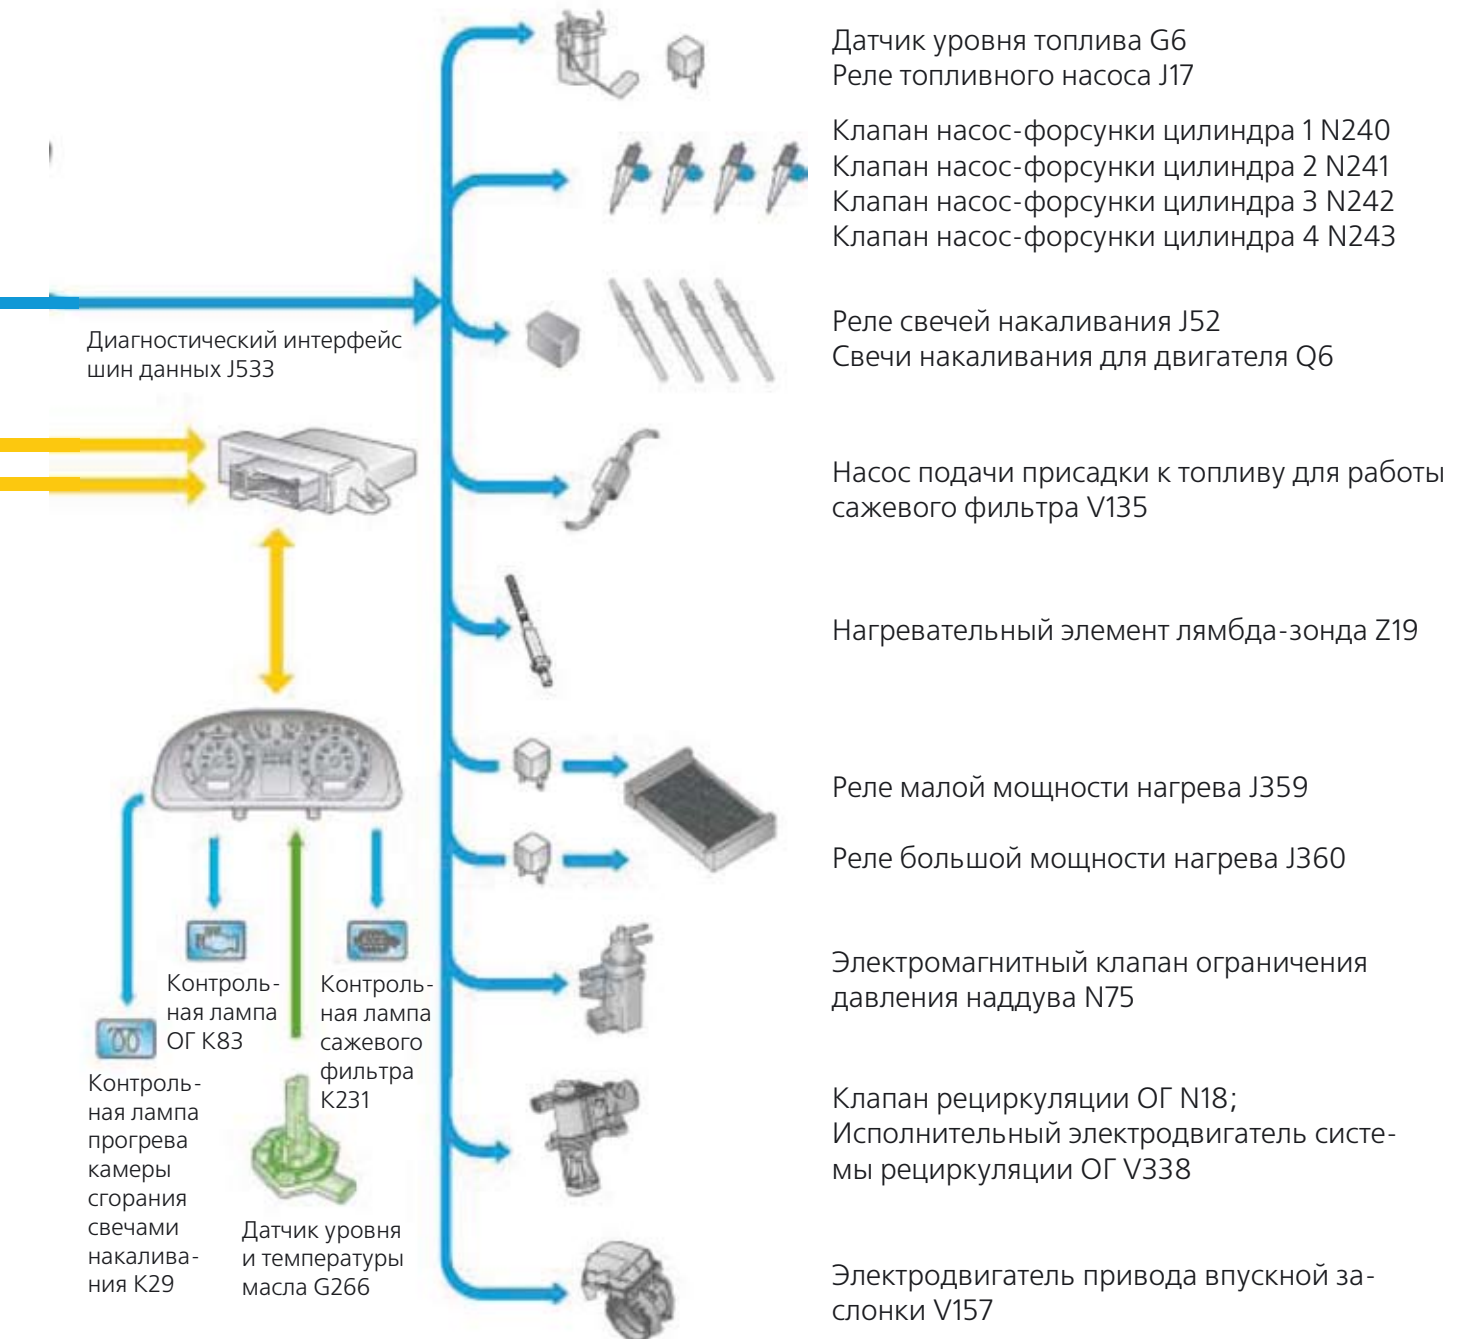 Датчик уровня топлива G6
Реле топливного насоса J17
Клапан насос-форсунки цилиндра 1 N240
Клапан насос-форсунки цилиндра 2 N241
Клапан насос-форсунки цилиндра 3 N242
Клапан насос-форсунки цилиндра 4 N243
Реле свечей накаливания J52
Свечи накаливания для двигателя Q6
Диагностический интерфейс
шин данных J533
Насос подачи присадки к топливу для работы
сажевого фильтра V135
Нагревательный элемент лямбда-зонда Z19
Реле малой мощности нагрева J359
Реле большой мощности нагрева J360
Электромагнитный клапан ограничения
давления наддува N75
Клапан рециркуляции ОГ N18;
Исполнительный электродвигатель систе-
мы рециркуляции ОГ V338
Электродвигатель привода впускной за-
слонки V157
Контроль-
ная лампа
ОГ K83
Контроль-
ная лампа
сажевого
фильтра
K231
Контроль-
ная лампа
прогрева
камеры
сгорания
свечами
накалива-
ния K29
Датчик уровня
и температуры
масла G266